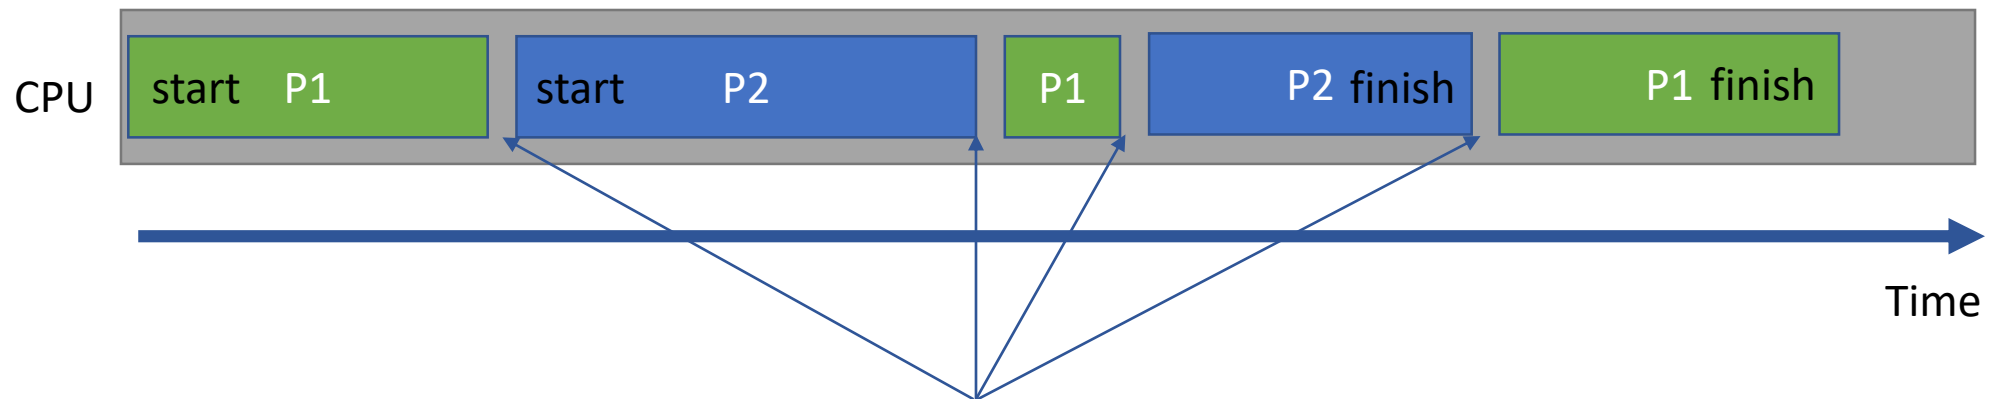 CPU start P1 start P2 P1 P2 finish P1 finish
Time